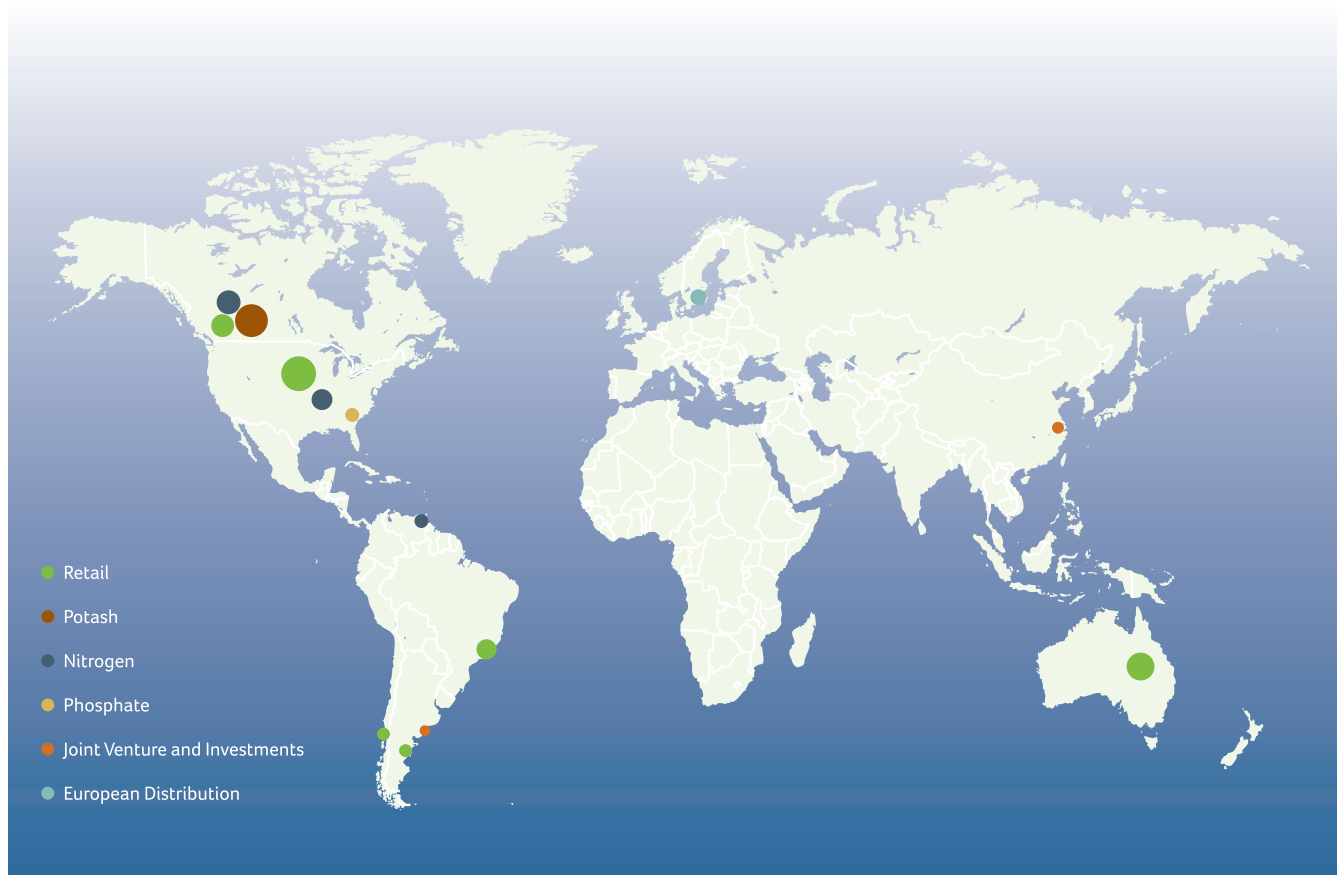 Retail
Potash
Nitrogen
Phosphate
Joint Venture and Investments
European Distribution